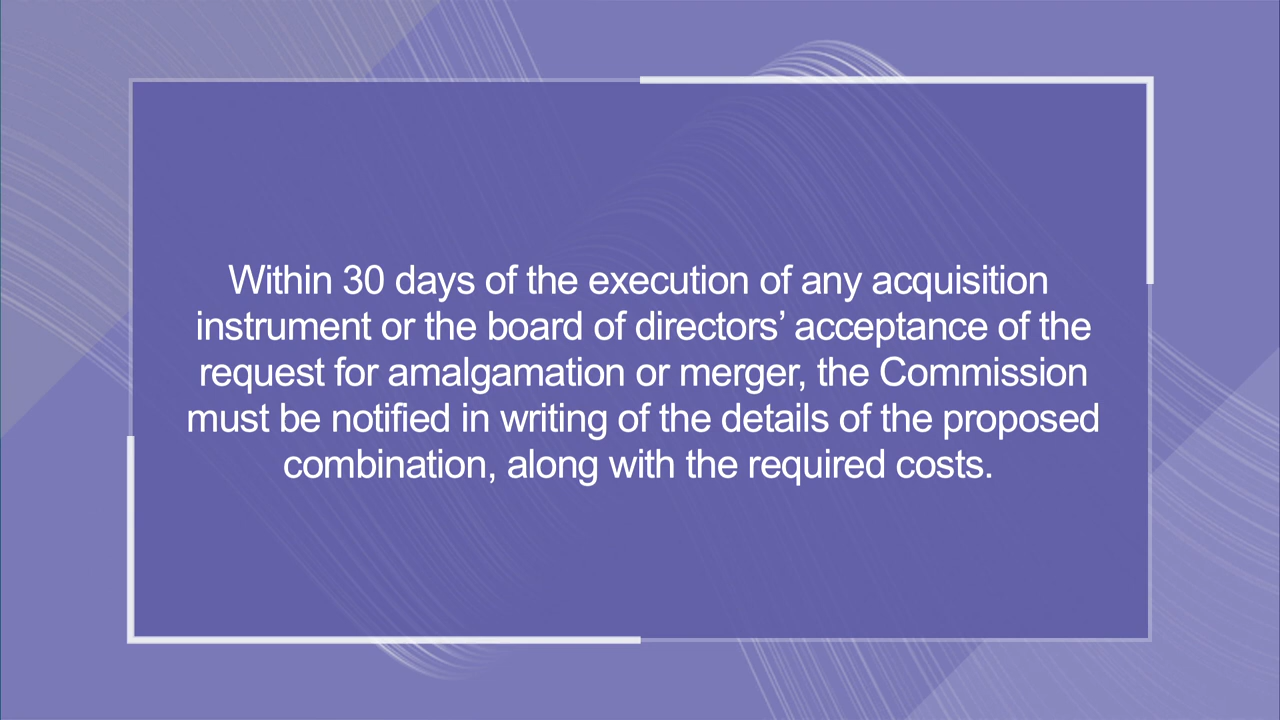 Within 30 days of the execution of any acquisition
instrument or the board of directors’ acceptance of the
request for amalgamation or merger, the Commission
must be notified in writing of the details of the proposed
combination, along with the required costs.